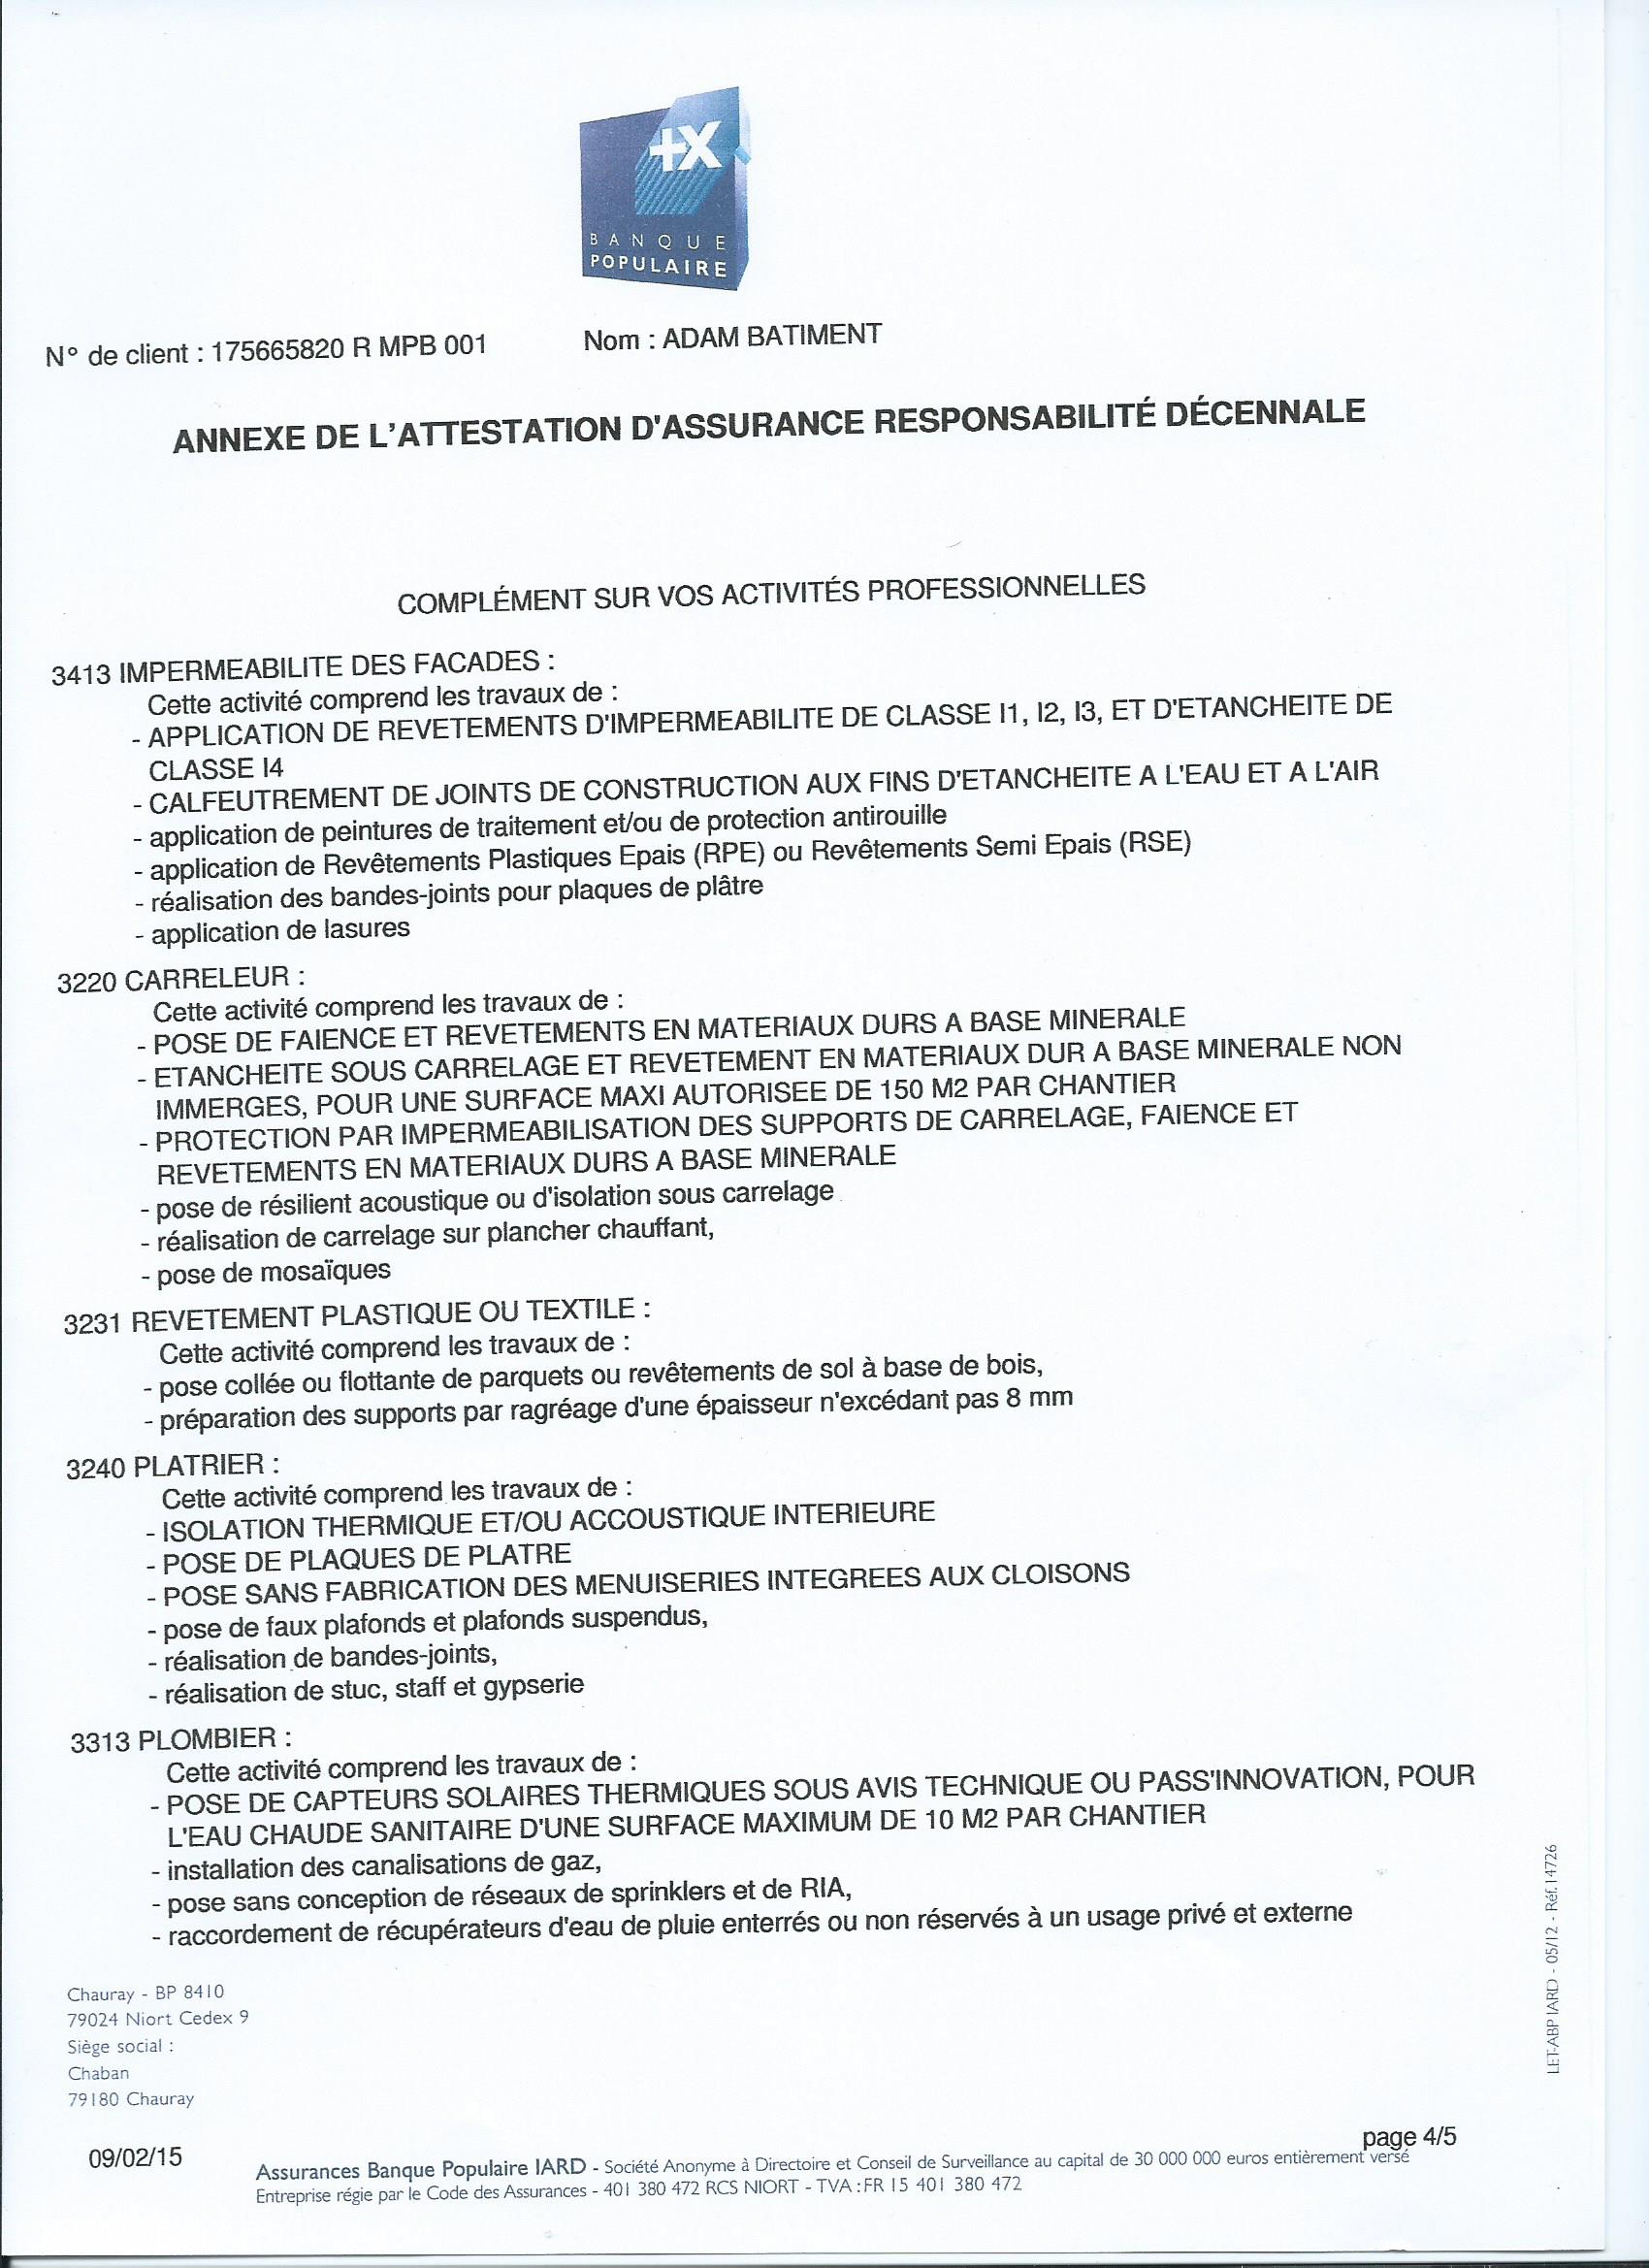 +X
BANQUE
POPULAIRE
N° de client : 175665820 R MPB 001 Nom : ADAM BATIMENT
ANNEXE DE L'ATTESTATION D'ASSURANCE RESPONSABILITÉ DÉCENNALE
COMPLÉMENT SUR VOS ACTIVITÉS PROFESSIONNELLES
3413 IMPERMEABILITE DES FACADES :
Cette activité comprend les travaux de :
- APPLICATION DE REVETEMENTS D'IMPERMEABILITE DE CLASSE I1, I2, I3, ET D'ETANCHEITE DE
CLASSE I4
- CALFEUTREMENT DE JOINTS DE CONSTRUCTION AUX FINS D'ETANCHEITE A L'EAU ET A L'AIR
- application de peintures de traitement et/ou de protection antirouille
- application de Revêtements Plastiques Epais (RPE) ou Revêtements Semi Epais (RSE)
- réalisation des bandes-joints pour plaques de plâtre
- application de lasures
3220 CARRELEUR :
Cette activité comprend les travaux de :
- POSE DE FAIENCE ET REVETEMENTS EN MATERIAUX DURS A BASE MINERALE
- ETANCHEITE SOUS CARRELAGE ET REVETEMENT EN MATERIAUX DUR A BASE MINERALE NON
IMMERGES, POUR UNE SURFACE MAXI AUTORISEE DE 150 M2 PAR CHANTIER
- PROTECTION PAR IMPERMEABILISATION DES SUPPORTS DE CARRELAGE, FAIENCE ET
REVETEMENTS EN MATERIAUX DURS A BASE MINERALE
- pose de résilient acoustique ou d'isolation sous carrelage
- réalisation de carrelage sur plancher chauffant,
- pose de mosaïques
3231 REVETEMENT PLASTIQUE OU TEXTILE :
Cette activité comprend les travaux de :
- pose collée ou flottante de parquets ou revêtements de sol à base de bois,
- préparation des supports par ragréage d'une épaisseur n'excédant pas 8 mm
3240 PLATRIER :
Cette activité comprend les travaux de :
- ISOLATION THERMIQUE ET/OU ACCOUSTIQUE INTERIEURE
- POSE DE PLAQUES DE PLATRE
- POSE SANS FABRICATION DES MENUISERIES INTEGREES AUX CLOISONS
- pose de faux plafonds et plafonds suspendus,
- réalisation de bandes-joints,
- réalisation de stuc, staff et gypserie
3313 PLOMBIER :
Cette activité comprend les travaux de :
- POSE DE CAPTEURS SOLAIRES THERMIQUES SOUS AVIS TECHNIQUE OU PASS'INNOVATION, POUR
L'EAU CHAUDE SANITAIRE D'UNE SURFACE MAXIMUM DE 10 M2 PAR CHANTIER
- installation des canalisations de gaz,
- pose sans conception de réseaux de sprinklers et de RIA,
- raccordement de récupérateurs d'eau de pluie enterrés ou non réservés à un usage privé et externe
LET-ABP IARD - 05/12 - Réf.14726
Chauray - BP 8410
79024 Niort Cedex 9
Siège social :
Chaban
79180 Chauray
page 4/5
09/02/15
Assurances Banque Populaire IARD - Société Anonyme à Directoire et Conseil de Surveillance au capital de 30 000 000 euros entièrement versé
Entreprise régie par le Code des Assurances - 401 380 472 RCS NIORT - TVA : FR 15 401 380 472